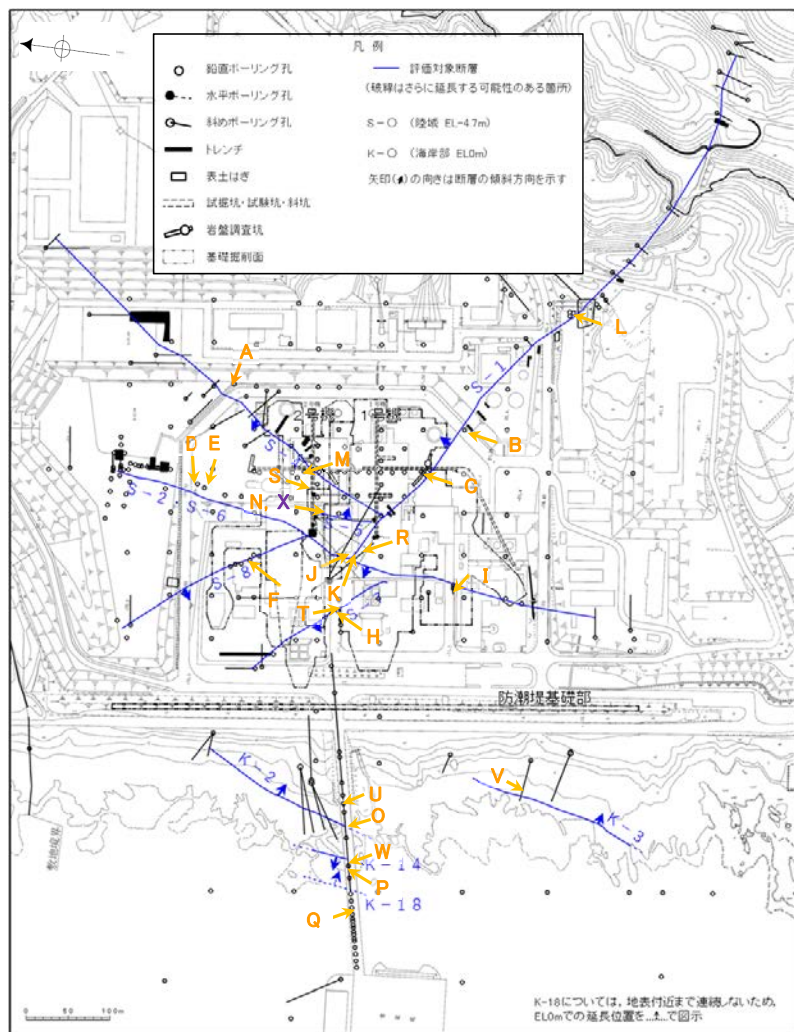 凡例
鉛直ボーリング孔
水平ボーリング孔
斜めボーリング孔
トレンチ
表土はぎ
試掘坑・試験坑・斜坑
岩盤調査坑
基礎掘削面
評価対象断層
(破線はさらに延長する可能性のある箇所)
S-○ (陸域 EL-4.7m)
K-○ (海岸部 EL0m)
矢印( )の向きは断層の傾斜方向を示す
L
A
S-1
2号機
1号機
B
D
E
M
S
G
S-2
S-6
N,
X
R
J
K
I
S-8
F
T
S-4
H
防潮堤基礎部
K-2
V
U
O
K-3
W
K-14
P
K-18
Q
敷地境界
0
50
100m
K-18については,地表付近まで連続しないため,
EL0mでの延長位置を...で図示